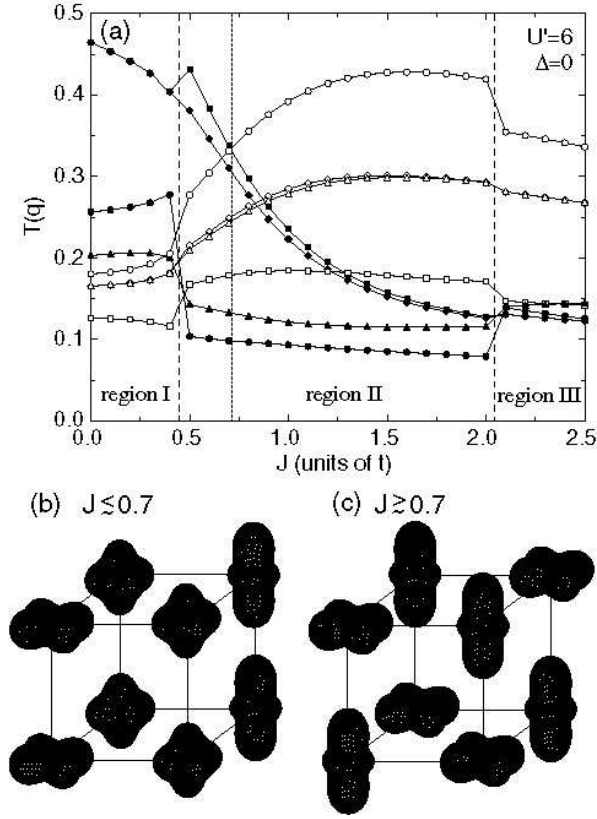 (a)
U'=6
Δ=0
T(q)
0.5
0.4
0.3
0.2
0.1
0.0
region I
region II
region III
0.0 0.5 1.0 1.5 2.0 2.5
J (units of t)
(b) J≲0.7
(c) J≳0.7